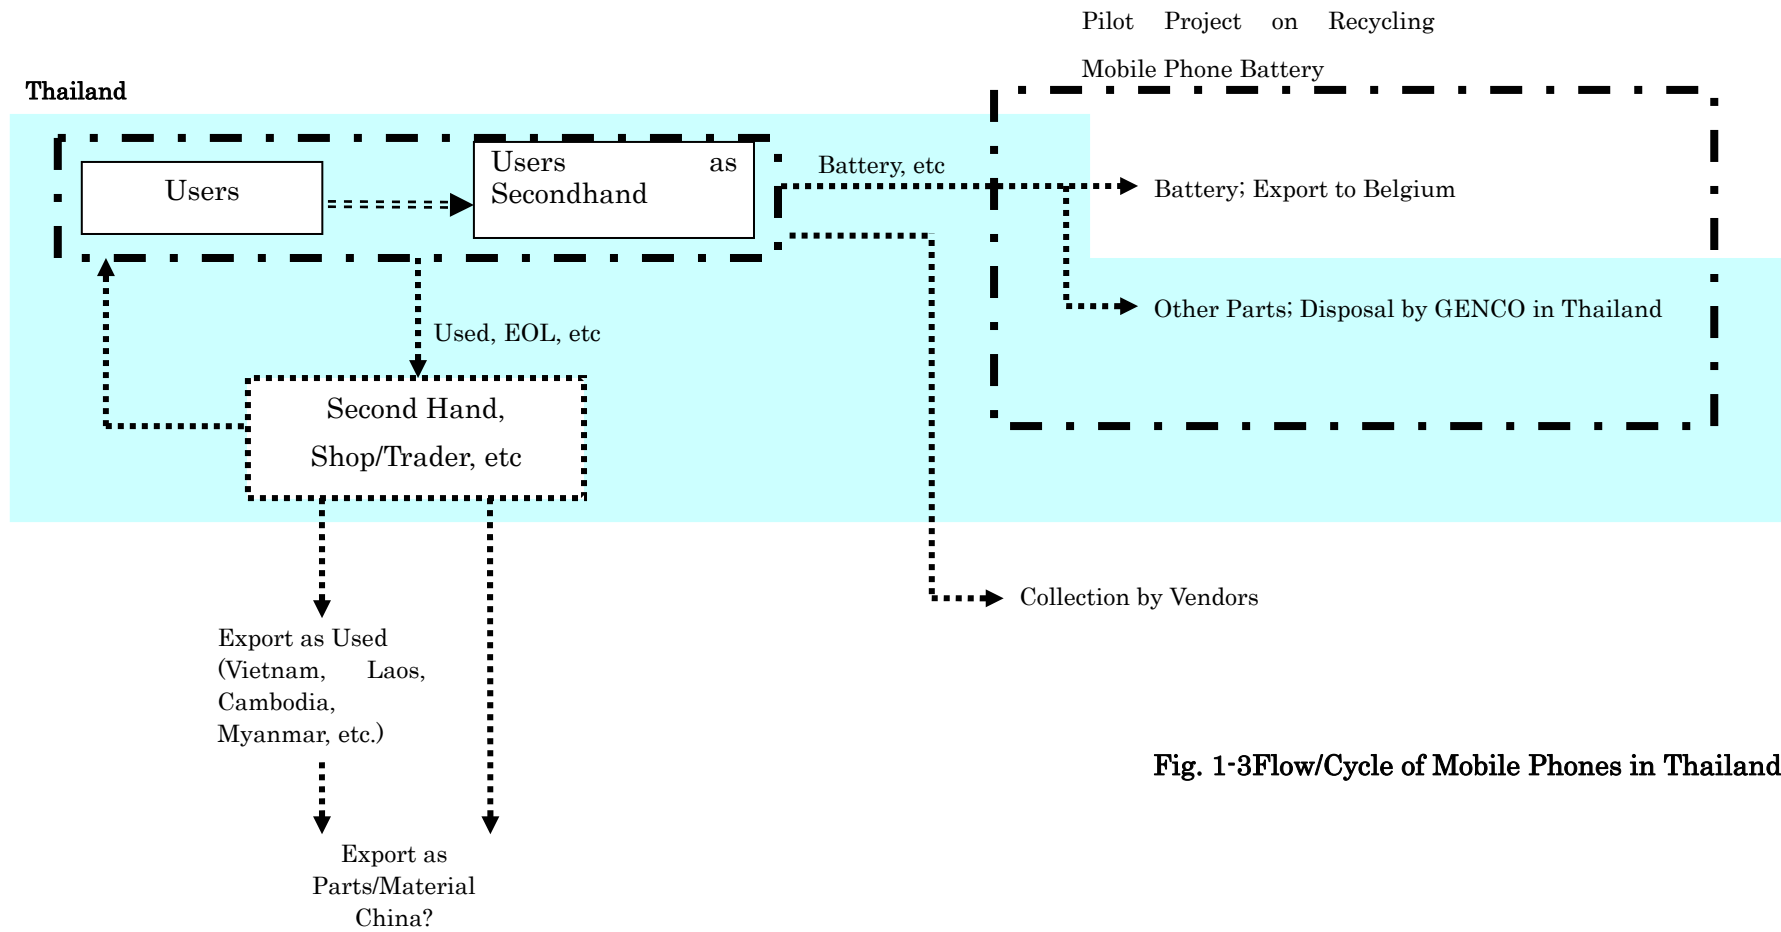 Pilot Project on Recycling
Mobile Phone Battery
Thailand
Users
Users as
Secondhand
Battery, etc
Battery; Export to Belgium
Other Parts; Disposal by GENCO in Thailand
Used, EOL, etc
Second Hand,
Shop/Trader, etc
Collection by Vendors
Export as Used
(Vietnam, Laos,
Cambodia,
Myanmar, etc.)
Fig. 1-3Flow/Cycle of Mobile Phones in Thailand
Export as
Parts/Material
China?